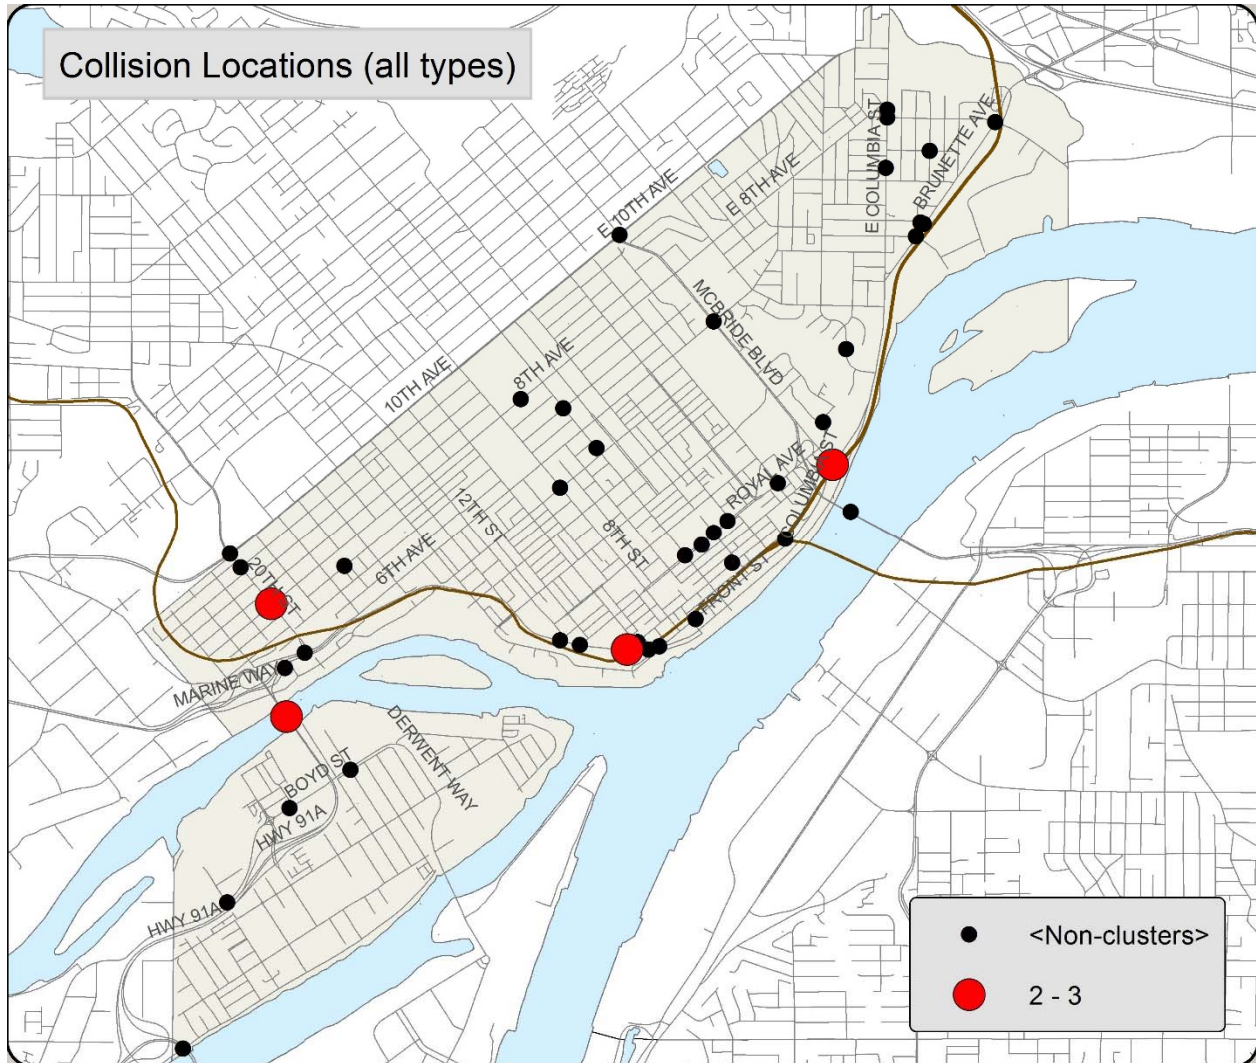 Collision Locations (all types)
E COLUMBIA ST
BRUNETTE AVE
E 8TH AVE
E 10TH AVE
MCBRIDE BLVD
8TH AVE
10TH AVE
ROYAL AVE
COLUMBIA ST
12TH ST
8TH ST
6TH AVE
20TH ST
FRONT ST
MARINE WAY
DERWENT WAY
BOYD ST
HWY 91A
HWY 91A
<Non-clusters>
2 - 3